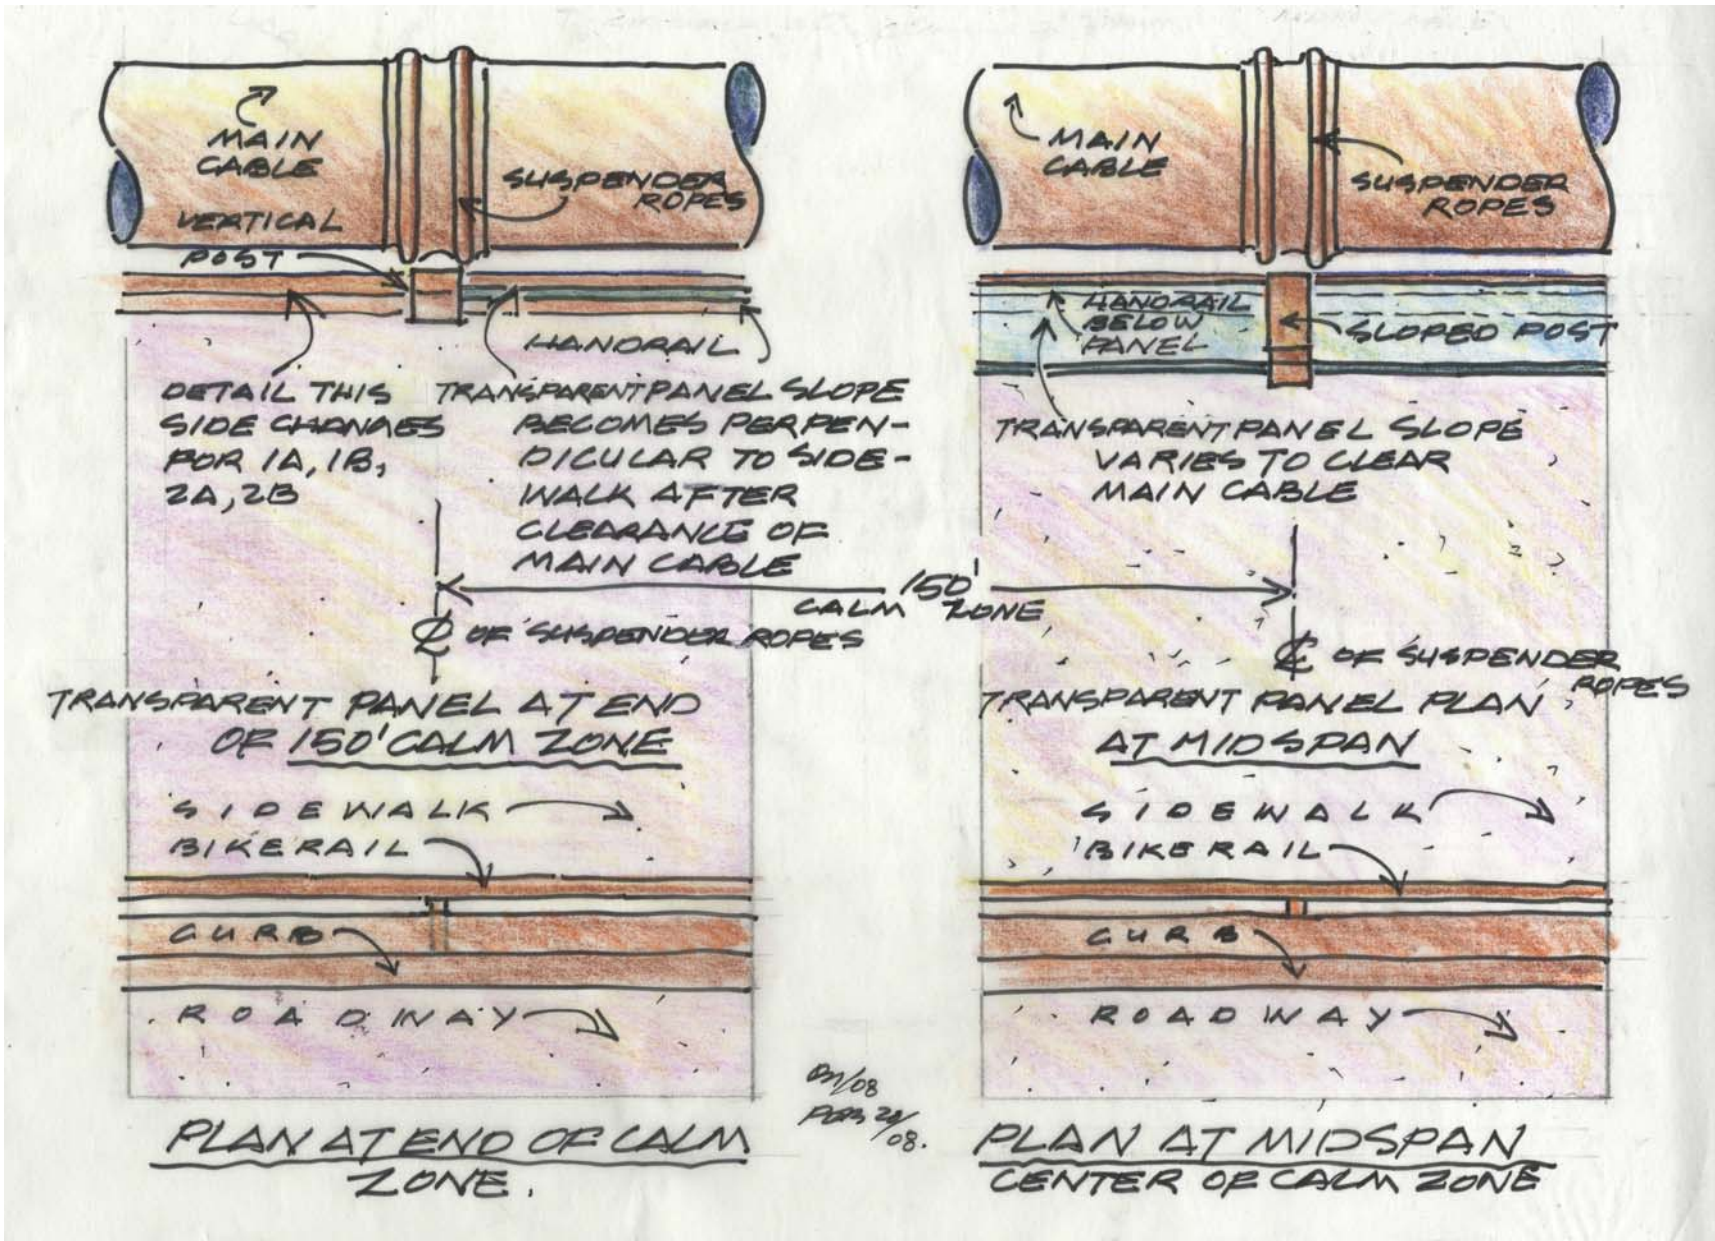 MAIN
CABLE
SUSPENDER
ROPES
VERTICAL
POST
HANDRAIL
DETAIL THIS
SIDE CHANGES
FOR 1A, 1B,
2A, 2B
TRANSPARENT PANEL SLOPE
BECOMES PERPEN-
DICULAR TO SIDE-
WALK AFTER
CLEARANCE OF
MAIN CABLE
150'
CALM ZONE
℄ OF SUSPENDER ROPES
TRANSPARENT PANEL AT END
OF 150' CALM ZONE
SIDEWALK
BIKERAIL
CURB
ROADWAY
PLAN AT END OF CALM
ZONE.
MAIN
CABLE
SUSPENDER
ROPES
HANDRAIL
BELOW
PANEL
SLOPED POST
TRANSPARENT PANEL SLOPE
VARIES TO CLEAR
MAIN CABLE
℄ OF SUSPENDER
ROPES
TRANSPARENT PANEL PLAN
AT MIDSPAN
SIDEWALK
BIKERAIL
CURB
ROADWAY
PLAN AT MIDSPAN
CENTER OF CALM ZONE